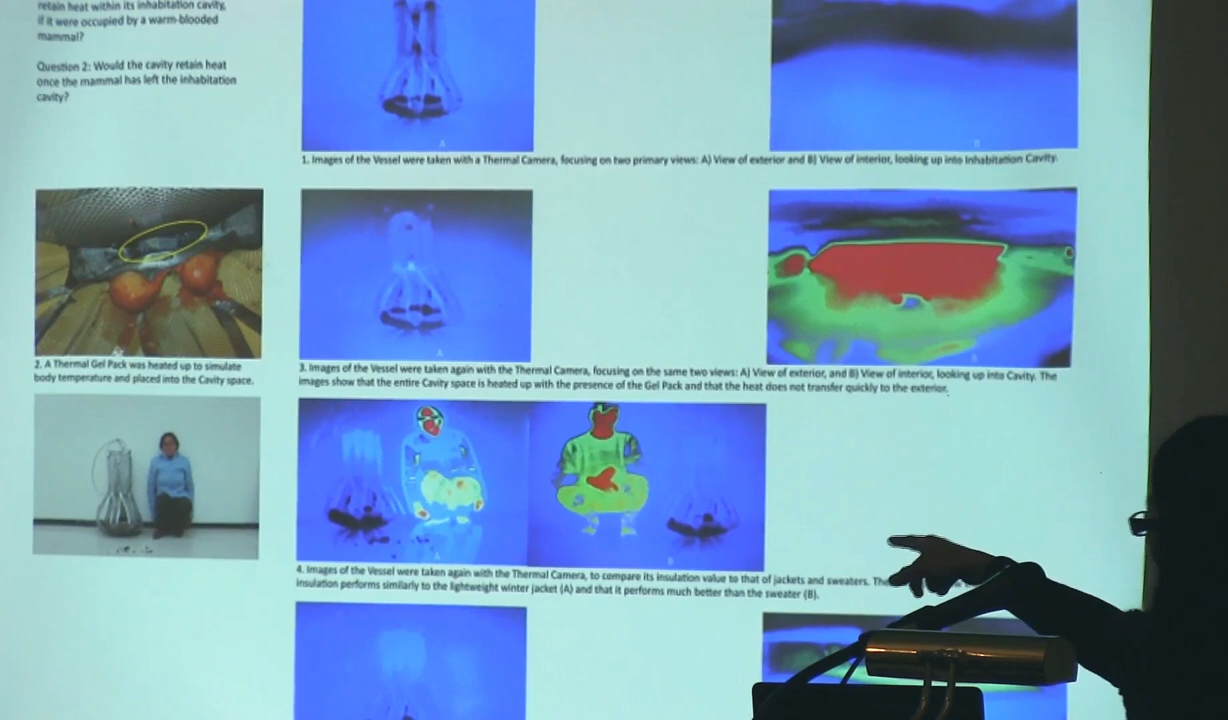 retain heat within its inhabitation cavity,
if it were occupied by a warm-blooded
mammal?
Question 2: Would the cavity retain heat
once the mammal has left the inhabitation
cavity?
A
B
1. Images of the Vessel were taken with a Thermal Camera, focusing on two primary views: A) View of exterior and B) View of interior, looking up into Inhabitation Cavity.
A
2. A Thermal Gel Pack was heated up to simulate
body temperature and placed into the Cavity space.
3. Images of the Vessel were taken again with the Thermal Camera, focusing on the same two views: A) View of exterior, and B) View of interior, looking up into Cavity. The
images show that the entire Cavity space is heated up with the presence of the Gel Pack and that the heat does not transfer quickly to the exterior.
A
B
4. Images of the Vessel were taken again with the Thermal Camera, to compare its insulation value to that of jackets and sweaters.
insulation performs similarly to the lightweight winter jacket (A) and that it performs much better than the sweater (B).